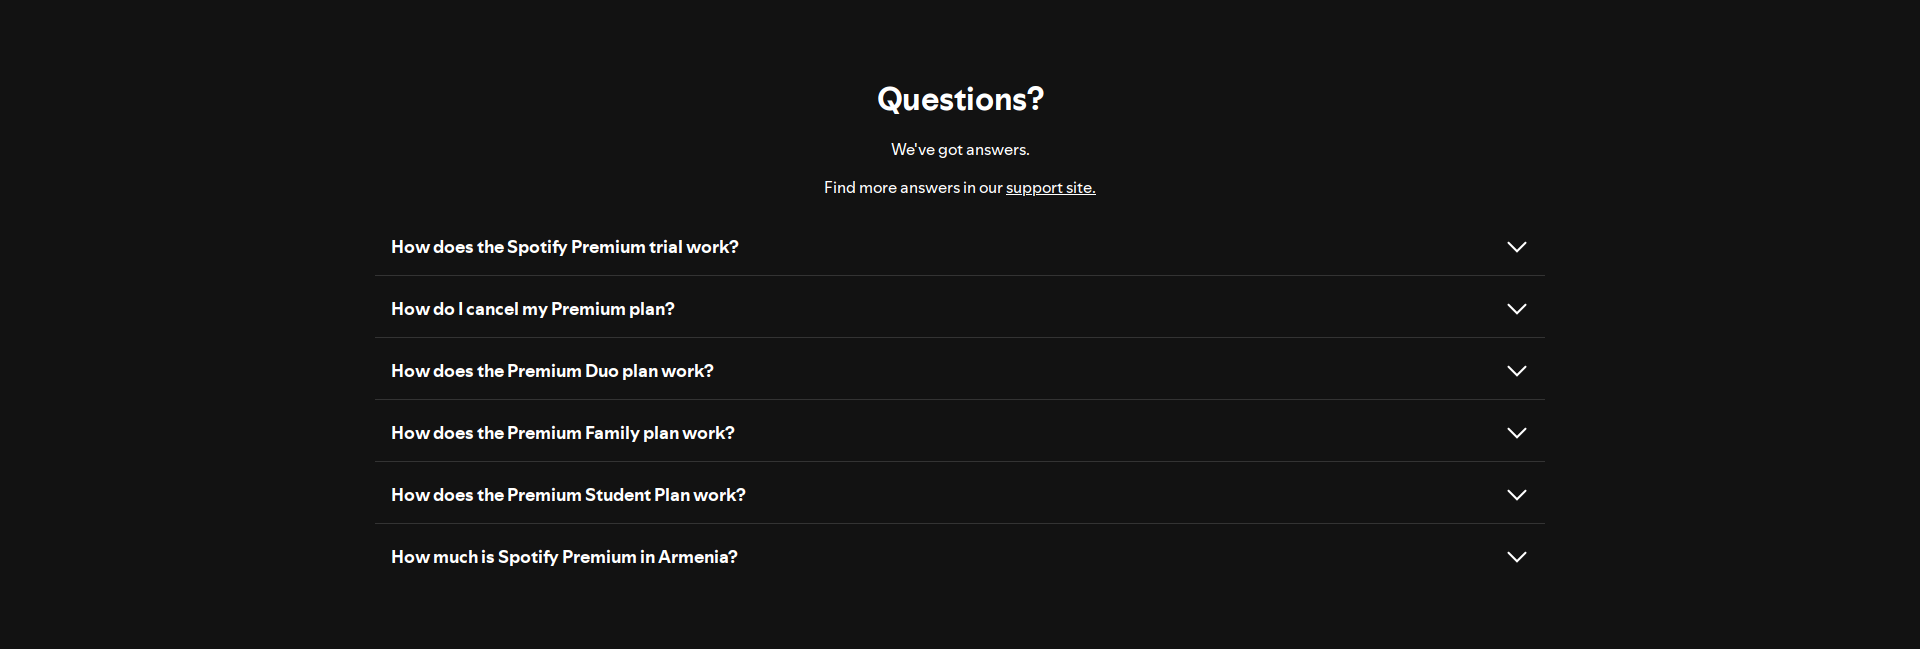 Questions?
We've got answers.
Find more answers in our support site.
How does the Spotify Premium trial work?
How do I cancel my Premium plan?
How does the Premium Duo plan work?
How does the Premium Family plan work?
How does the Premium Student Plan work?
How much is Spotify Premium in Armenia?